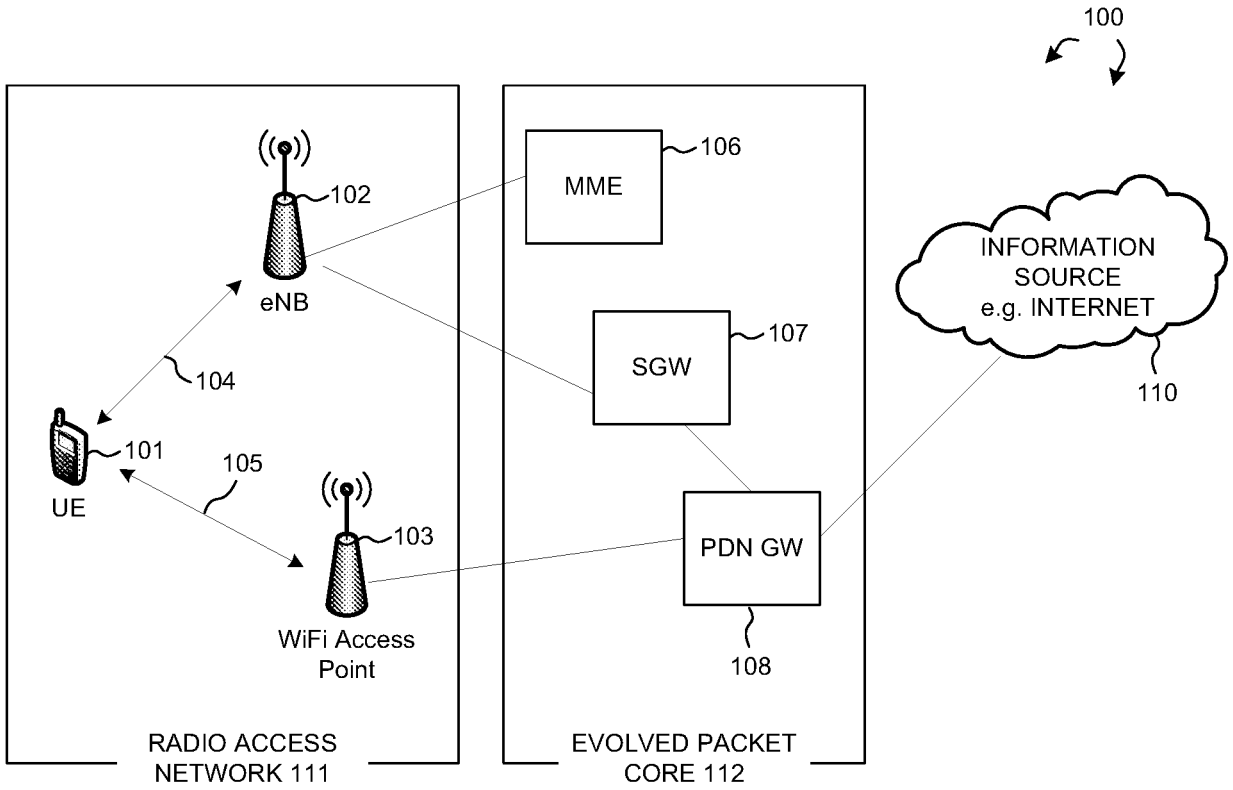 100
106
MME
102
eNB
INFORMATION
SOURCE
e.g. INTERNET
107
SGW
104
110
101
UE
105
103
PDN GW
WiFi Access
Point
108
RADIO ACCESS
NETWORK 111
EVOLVED PACKET
CORE 112